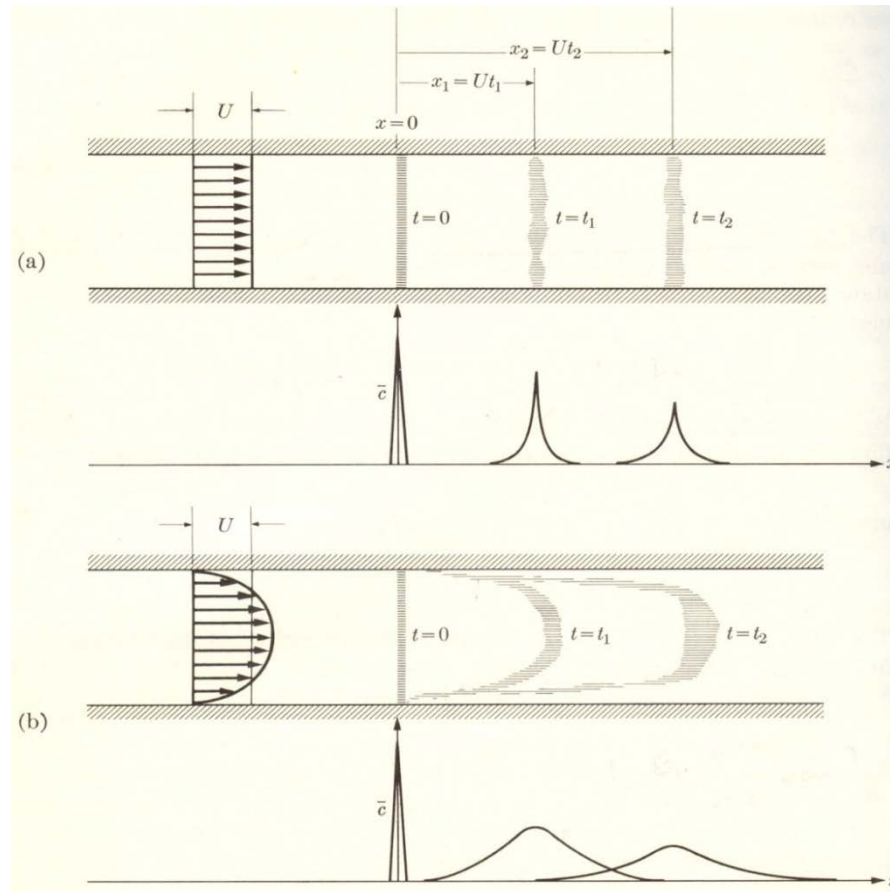 x₂ = Ut₂
x₁ = Ut₁
U
x = 0
t = 0
t = t₁
t = t₂
(a)
c̅
x
U
t = 0
t = t₁
t = t₂
(b)
c̅